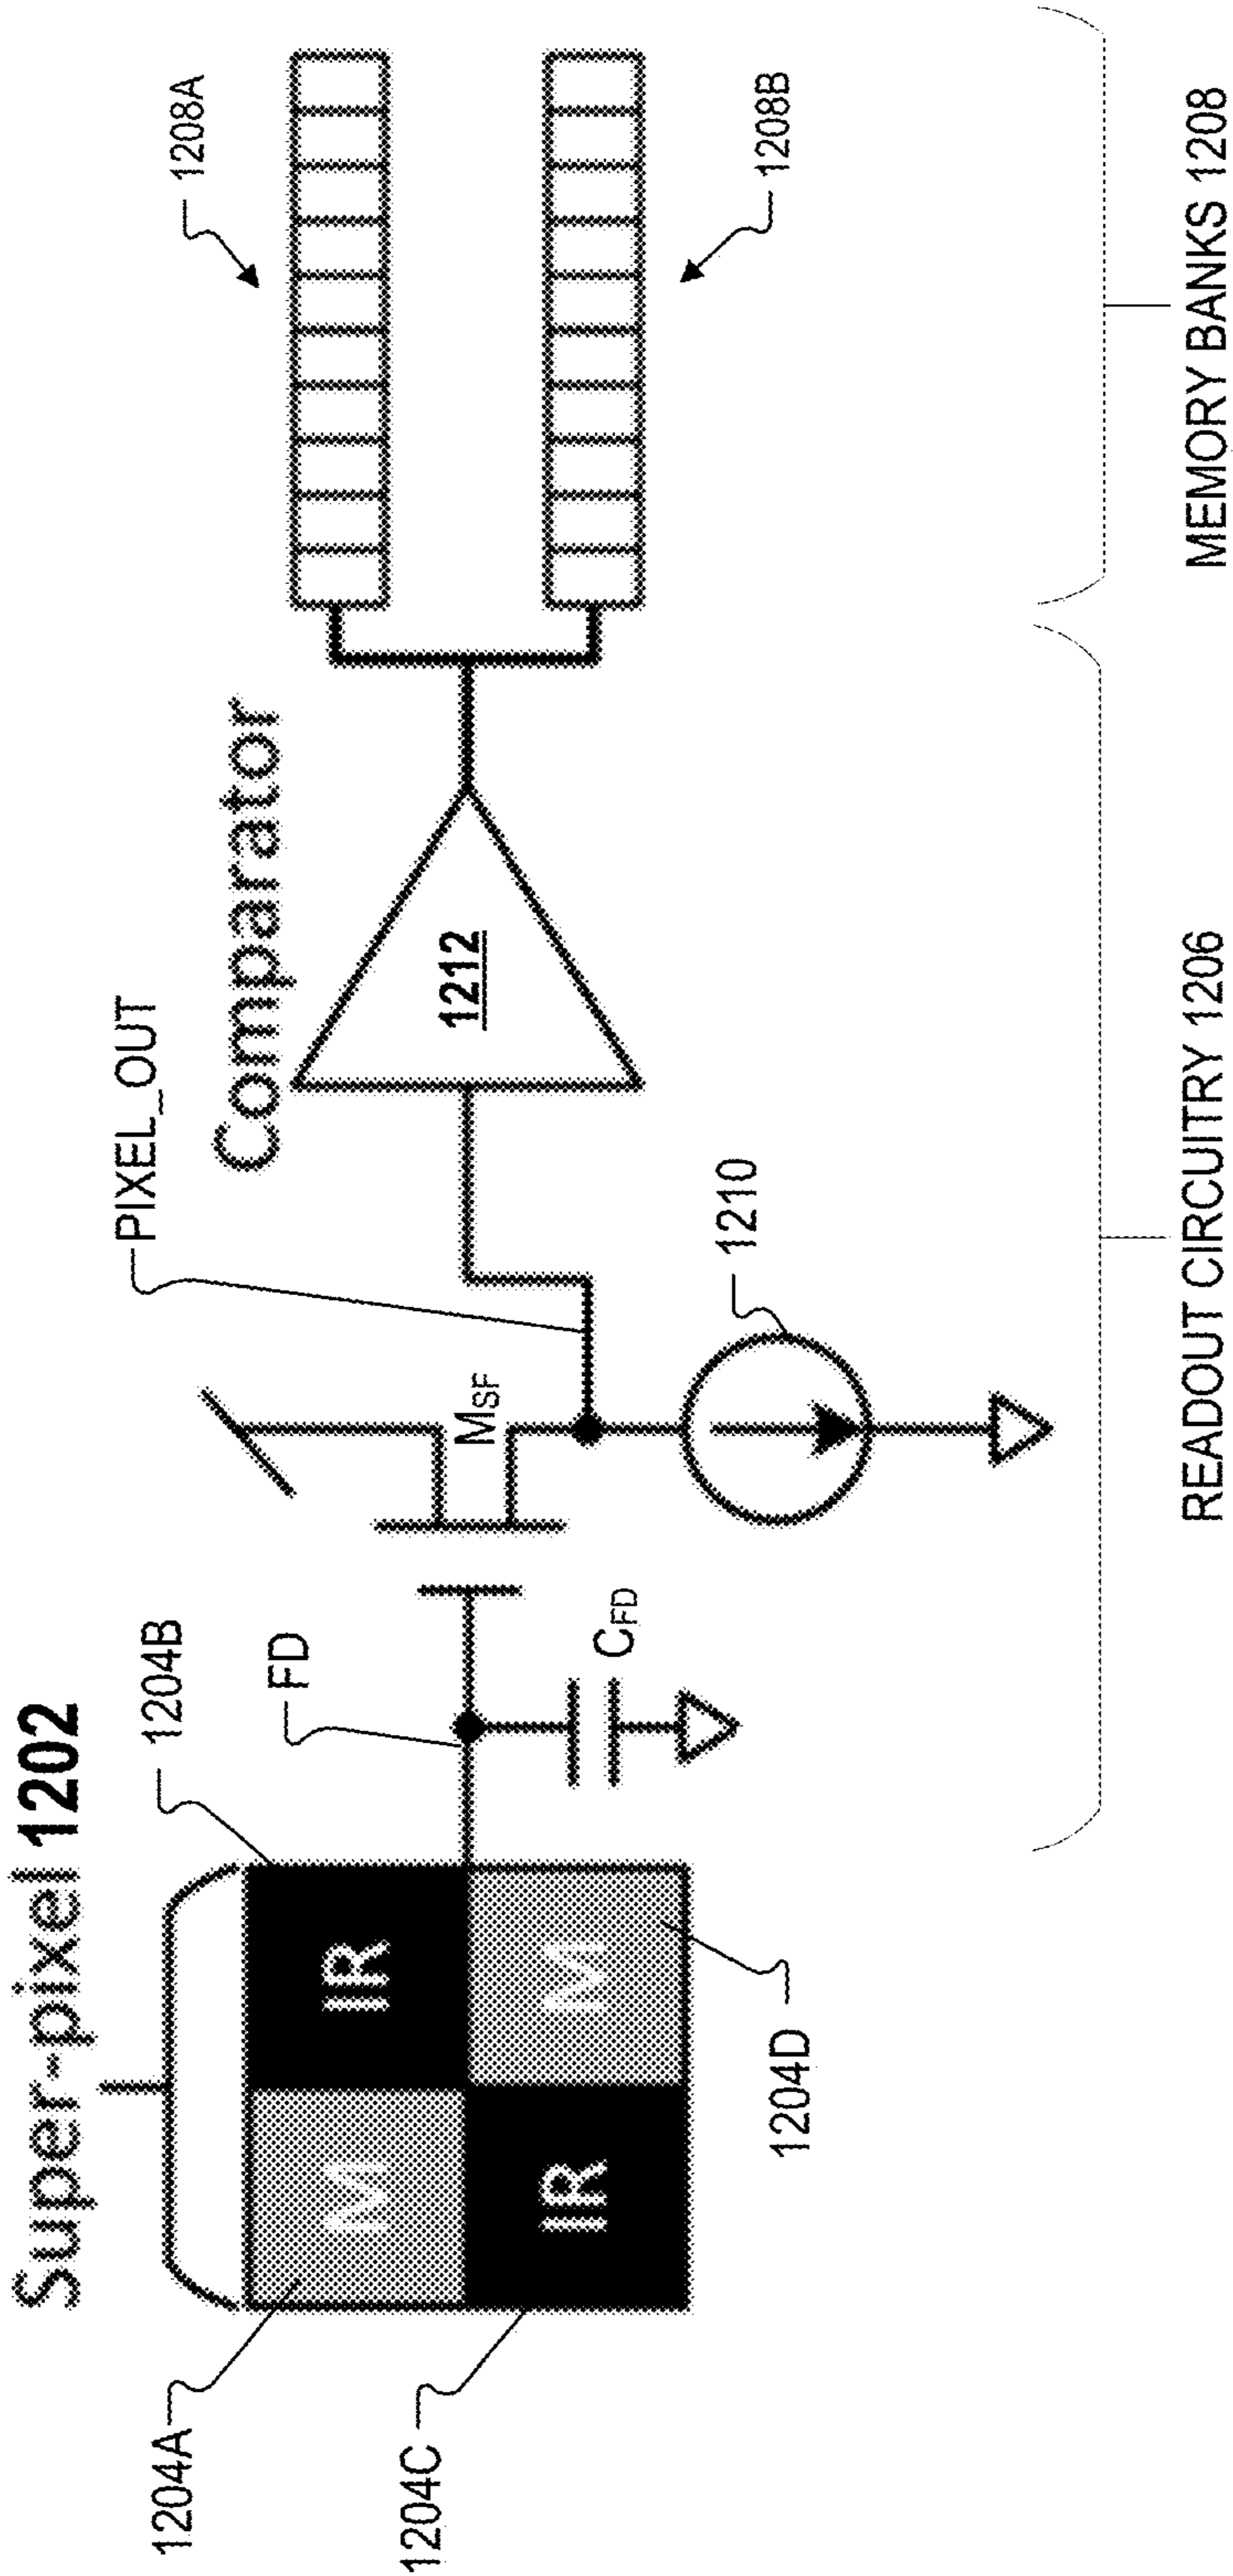 Super-pixel 1202
1204A
M
IR
1204B
1204C
IR
M
1204D
FD
CFD
MSF
PIXEL_OUT
1210
Comparator
1212
1208A
1208B
READOUT CIRCUITRY 1206
MEMORY BANKS 1208